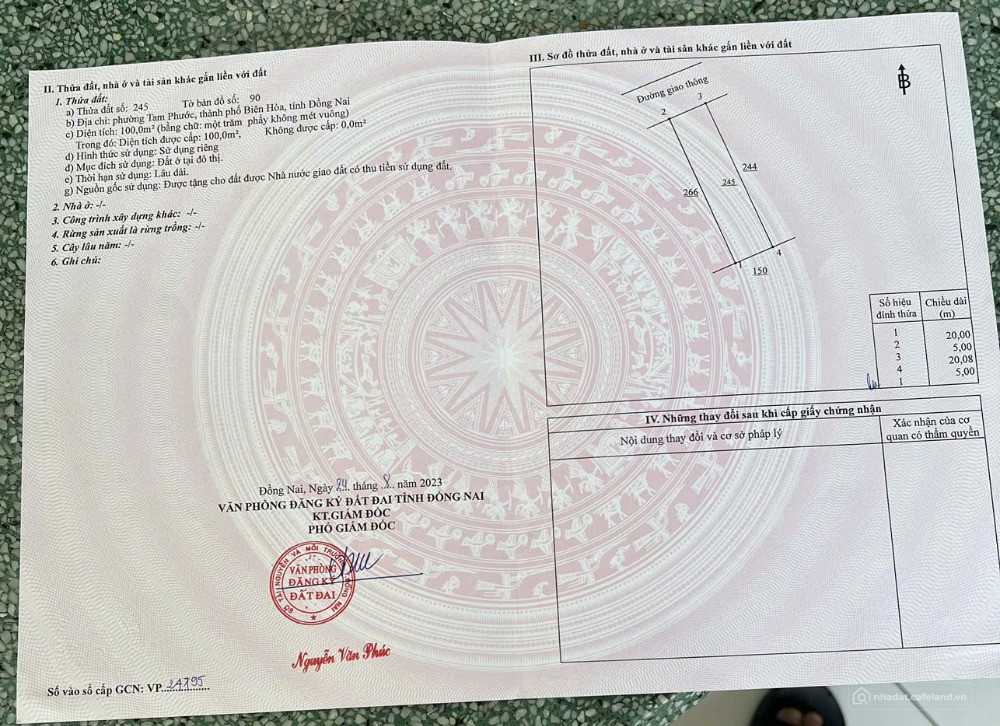 II. Thửa đất, nhà ở và tài sản khác gắn liền với đất
1. Thửa đất:
a) Thửa đất số: 245 Tờ bản đồ số: 90
b) Địa chỉ: phường Tam Phước, thành phố Biên Hòa, tỉnh Đồng Nai
c) Diện tích: 100,0m² (bằng chữ: một trăm phẩy không mét vuông)
Trong đó: Diện tích được cấp: 100,0m², Không được cấp: 0,0m²
d) Hình thức sử dụng: Sử dụng riêng
đ) Mục đích sử dụng: Đất ở tại đô thị.
e) Thời hạn sử dụng: Lâu dài.
g) Nguồn gốc sử dụng: Được tặng cho đất được Nhà nước giao đất có thu tiền sử dụng đất.
2. Nhà ở: -/-
3. Công trình xây dựng khác: -/-
4. Rừng sản xuất là rừng trồng: -/-
5. Cây lâu năm: -/-
6. Ghi chú:
Đồng Nai, Ngày 24 tháng 8 năm 2023
VĂN PHÒNG ĐĂNG KÝ ĐẤT ĐAI TỈNH ĐỒNG NAI
KT.GIÁM ĐỐC
PHÓ GIÁM ĐỐC
SỞ TÀI NGUYÊN VÀ MÔI TRƯỜNG ĐỒNG NAI
VĂN PHÒNG
ĐĂNG KÝ
ĐẤT ĐAI
Nguyễn Văn Phúc
Số vào sổ cấp GCN: VP 24795
III. Sơ đồ thửa đất, nhà ở và tài sản khác gắn liền với đất
B
Đường giao thông
2 3
244
245
266
1 4
150
Số hiệu đỉnh thửa Chiều dài (m)
1
20,00
2
5,00
3
20,08
4
5,00
1
IV. Những thay đổi sau khi cấp giấy chứng nhận
Nội dung thay đổi và cơ sở pháp lý
Xác nhận của cơ
quan có thẩm quyền
nhadat.cafeland.vn